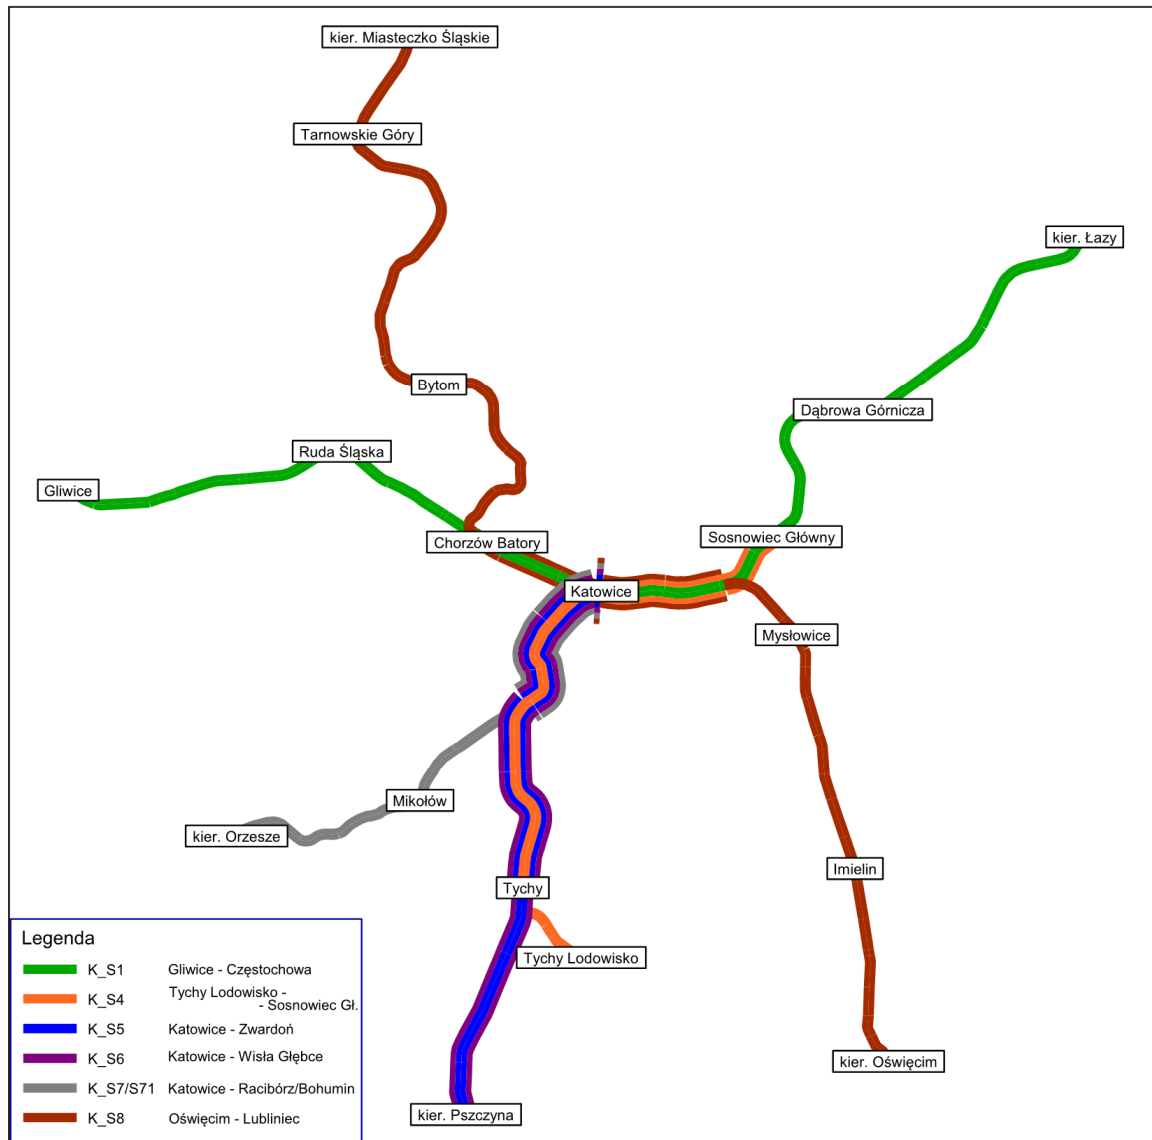 kier. Miasteczko Śląskie
Tarnowskie Góry
kier. Łazy
Bytom
Dąbrowa Górnicza
Ruda Śląska
Gliwice
Chorzów Batory
Sosnowiec Główny
Katowice
Mysłowice
Mikołów
kier. Orzesze
Imielin
Tychy
Tychy Lodowisko
kier. Oświęcim
kier. Pszczyna
Legenda
K_S1 Gliwice - Częstochowa
K_S4 Tychy Lodowisko -
- Sosnowiec Gł.
K_S5 Katowice - Zwardoń
K_S6 Katowice - Wisła Głębce
K_S7/S71 Katowice - Racibórz/Bohumin
K_S8 Oświęcim - Lubliniec